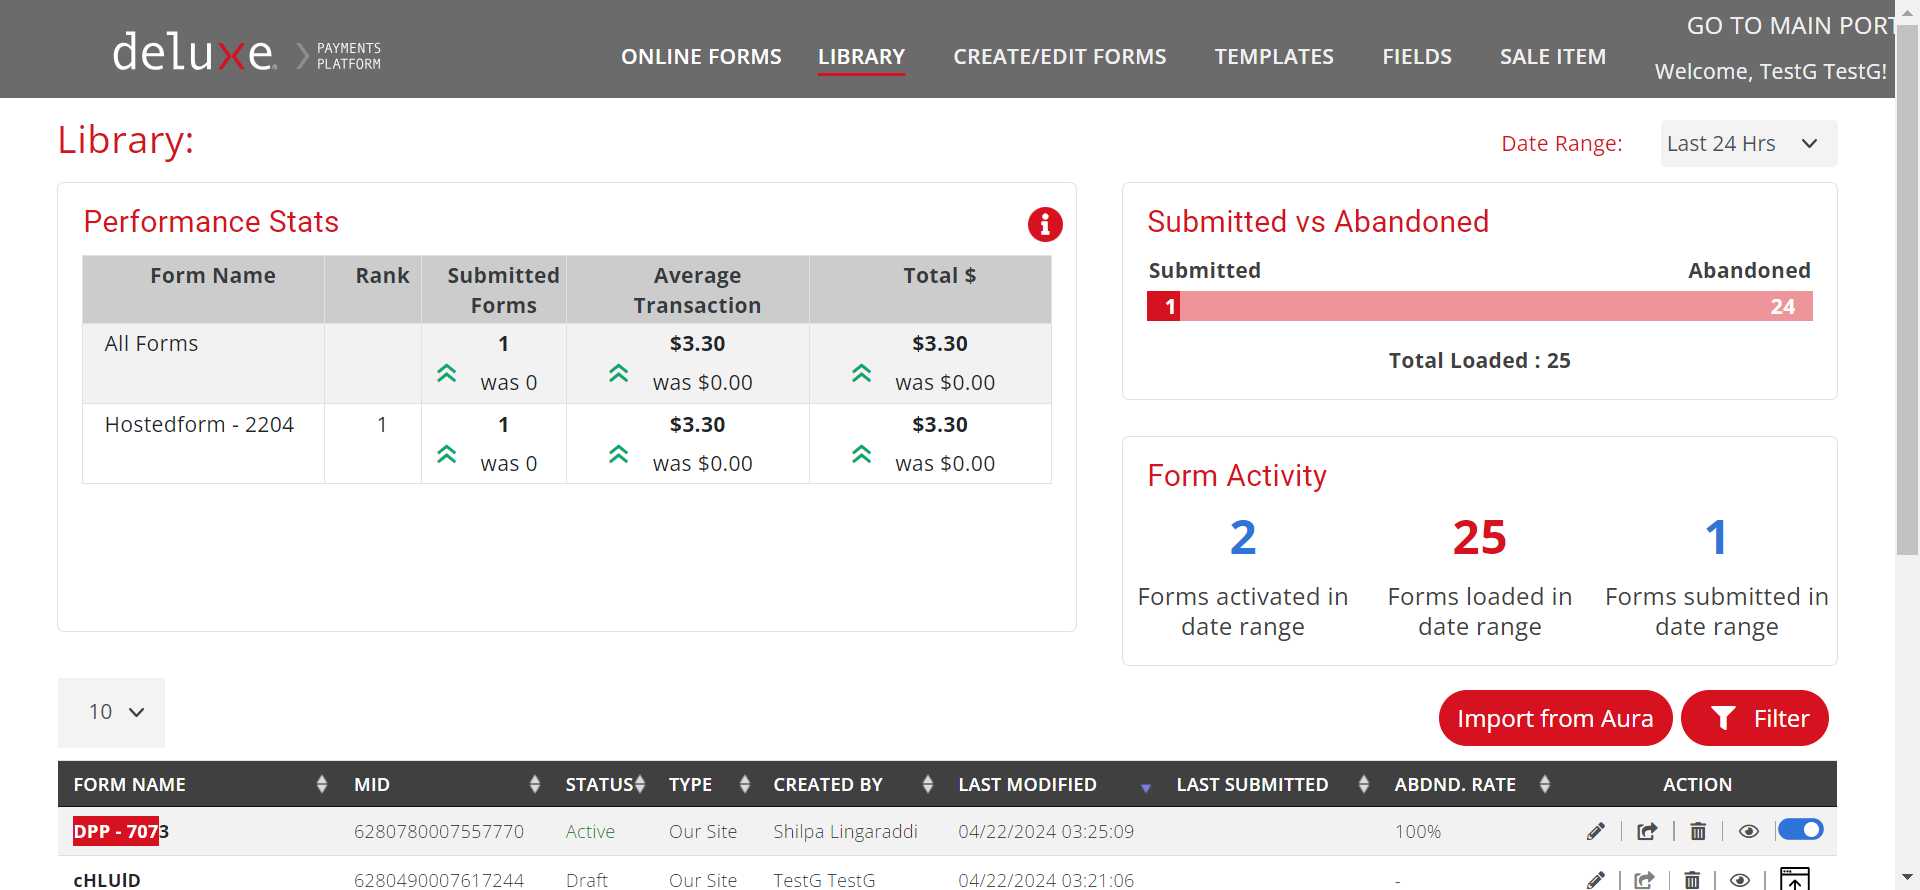 deluxe.
PAYMENTS
PLATFORM
ONLINE FORMS LIBRARY CREATE/EDIT FORMS TEMPLATES FIELDS SALE ITEM
GO TO MAIN PORT
Welcome, TestG TestG!
Library:
Date Range: Last 24 Hrs
Performance Stats
Form Name Rank Submitted Forms Average Transaction Total $
All Forms 1 $3.30 $3.30
was 0 was $0.00 was $0.00
Hostedform - 2204 1 1 $3.30 $3.30
was 0 was $0.00 was $0.00
Submitted vs Abandoned
Submitted Abandoned
1 24
Total Loaded : 25
Form Activity
2 25 1
Forms activated in date range Forms loaded in date range Forms submitted in date range
10
Import from Aura Filter
FORM NAME MID STATUS TYPE CREATED BY LAST MODIFIED LAST SUBMITTED ABDND. RATE ACTION
DPP - 7073 6280780007557770 Active Our Site Shilpa Lingaraddi 04/22/2024 03:25:09 100%
cHLUlD 6280490007617244 Draft Our Site TestG TestG 04/22/2024 03:21:06 -